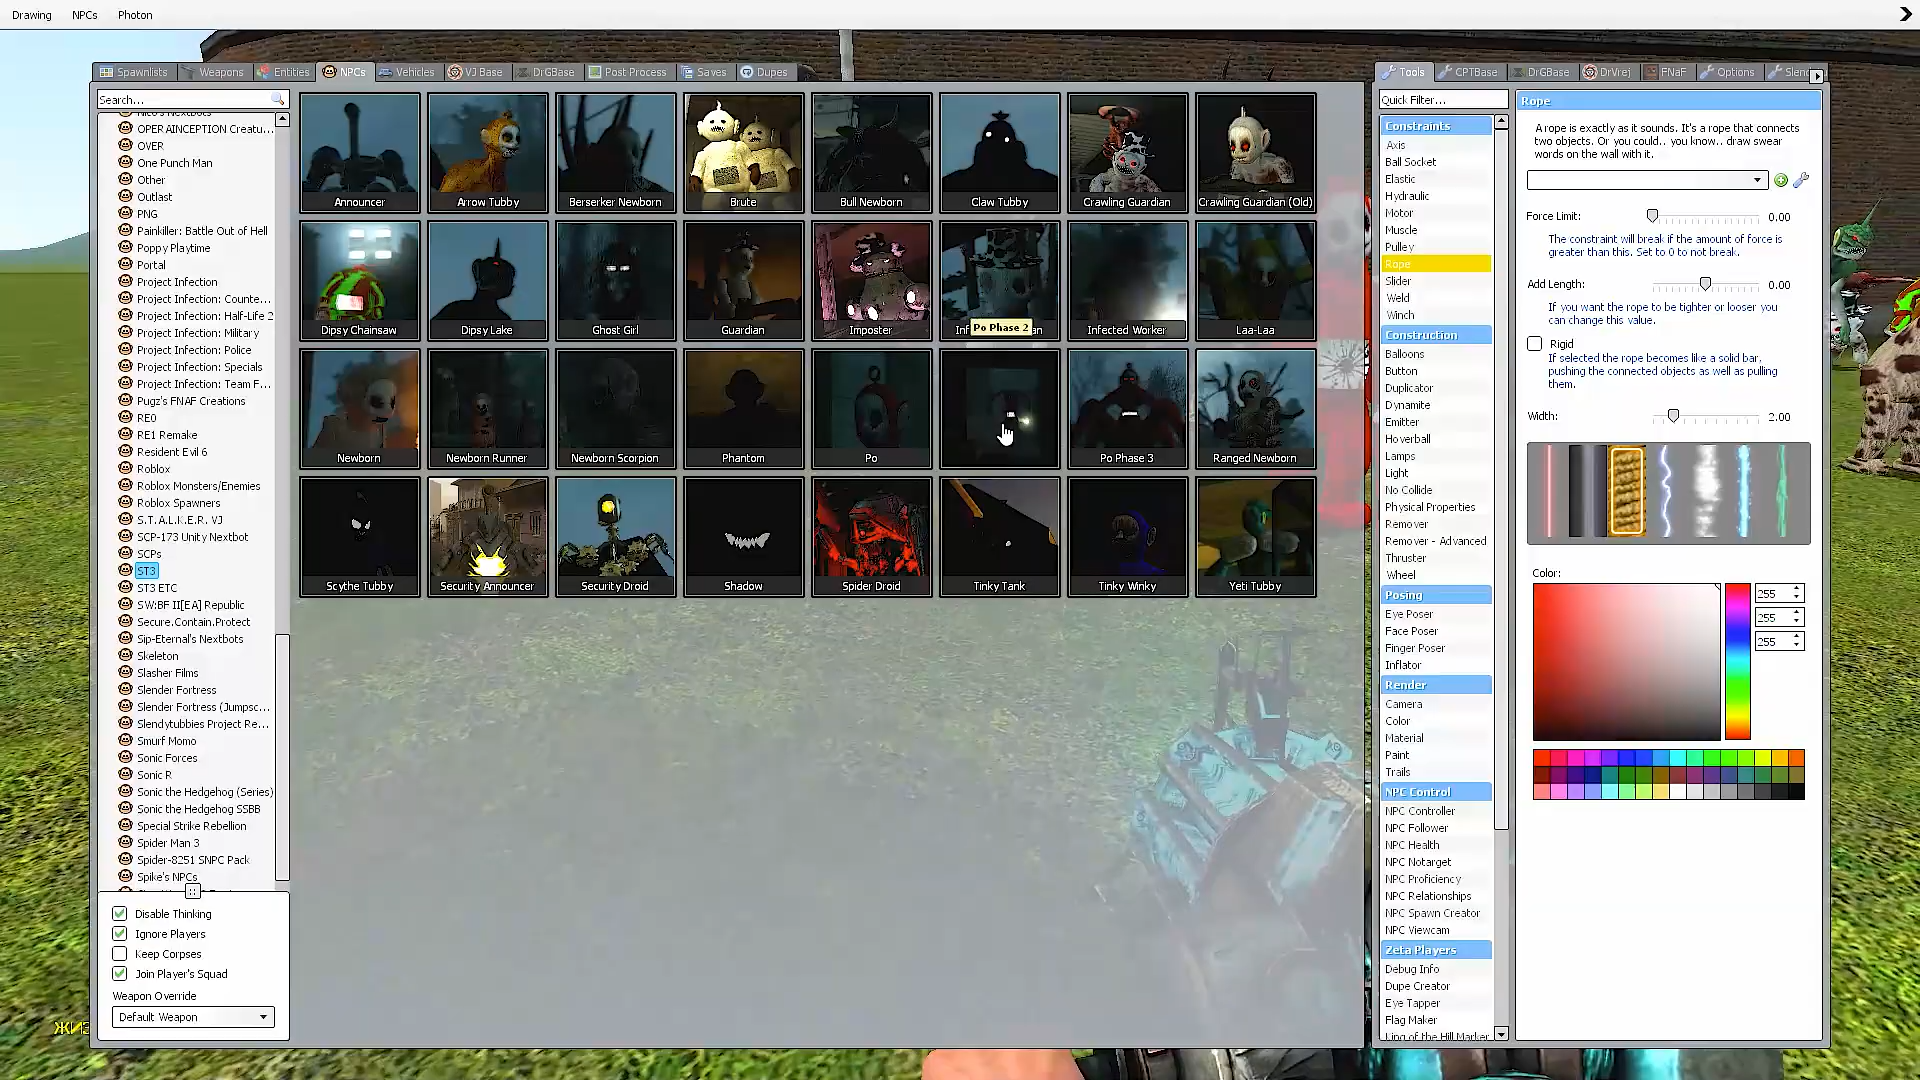 Drawing NPCs Photon
Spawnlists Weapons Entities NPCs Vehicles VJ Base DrGBase Post Process Saves Dupes
Search...
OPERAINCEPTION Creatu...
OVER
One Punch Man
Other
Outlast
PNG
Painkiller: Battle Out of Hell
Poppy Playtime
Portal
Project Infection
Project Infection: Counte...
Project Infection: Half-Life 2
Project Infection: Military
Project Infection: Police
Project Infection: Specials
Project Infection: Team F...
Pugz's FNAF Creations
RE0
RE1 Remake
Resident Evil 6
Roblox
Roblox Monsters/Enemies
Roblox Spawners
S.T.A.L.K.E.R. VJ
SCP-173 Unity Nextbot
SCPs
ST3
ST3 ETC
SW:BF II[EA] Republic
Secure.Contain.Protect
Sip-Eternal's Nextbots
Skeleton
Slasher Films
Slender Fortress
Slender Fortress (Jumpsc...
Slendytubbies Project Re...
Smurf Momo
Sonic Forces
Sonic R
Sonic the Hedgehog (Series)
Sonic the Hedgehog SSBB
Special Strike Rebellion
Spider Man 3
Spider-8251 SNPC Pack
Spike's NPCs
Disable Thinking
Ignore Players
Keep Corpses
Join Player's Squad
Weapon Override
Default Weapon
Announcer Arrow Tubby Berserker Newborn Brute Bull Newborn Claw Tubby Crawling Guardian Crawling Guardian (Old)
Dipsy Chainsaw Dipsy Lake Ghost Girl Guardian Imposter Po Phase 2 Infected Worker Laa-Laa
Newborn Newborn Runner Newborn Scorpion Phantom Po Po Phase 3 Ranged Newborn
Scythe Tubby Security Announcer Security Droid Shadow Spider Droid Tinky Tank Tinky Winky Yeti Tubby
Tools CPTBase DrGBase DrVrej FNaF Options
Quick Filter...
Constraints
Axis
Ball Socket
Elastic
Hydraulic
Motor
Muscle
Pulley
Rope
Slider
Weld
Winch
Construction
Balloons
Button
Duplicator
Dynamite
Emitter
Hoverball
Lamps
Light
No Collide
Physical Properties
Remover
Remover - Advanced
Thruster
Wheel
Posing
Eye Poser
Face Poser
Finger Poser
Inflator
Render
Camera
Color
Material
Paint
Trails
NPC Control
NPC Controller
NPC Follower
NPC Health
NPC Notarget
NPC Proficiency
NPC Relationships
NPC Spawn Creator
NPC Viewcam
Zeta Players
Debug Info
Dupe Creator
Eye Tapper
Flag Maker
Rope
A rope is exactly as it sounds. It's a rope that connects
two objects. Or you could.. you know.. draw swear
words on the wall with it.
Force Limit: 0.00
The constraint will break if the amount of force is
greater than this. Set to 0 to not break.
Add Length: 0.00
If you want the rope to be tighter or looser you
can change this value.
Rigid
If selected the rope becomes like a solid bar,
pushing the connected objects as well as pulling
them.
Width: 2.00
Color:
255
255
255